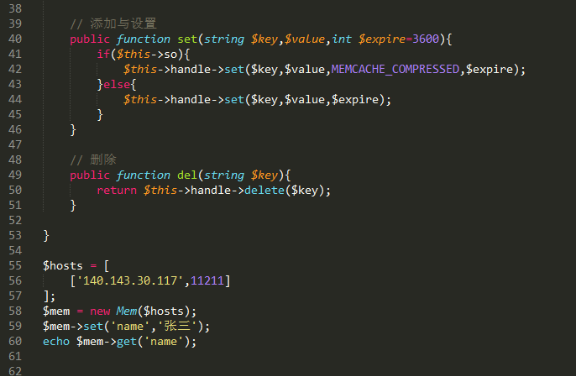 38
39 // 添加与设置
40 public function set(string $key,$value,int $expire=3600){
41 if($this->so){
42 $this->handle->set($key,$value,MEMCACHE_COMPRESSED,$expire);
43 }else{
44 $this->handle->set($key,$value,$expire);
45 }
46 }
47
48 // 删除
49 public function del(string $key){
50 return $this->handle->delete($key);
51 }
52
53 }
54
55 $hosts = [
56 ['140.143.30.117',11211]
57 ];
58 $mem = new Mem($hosts);
59 $mem->set('name','张三');
60 echo $mem->get('name');
61
62